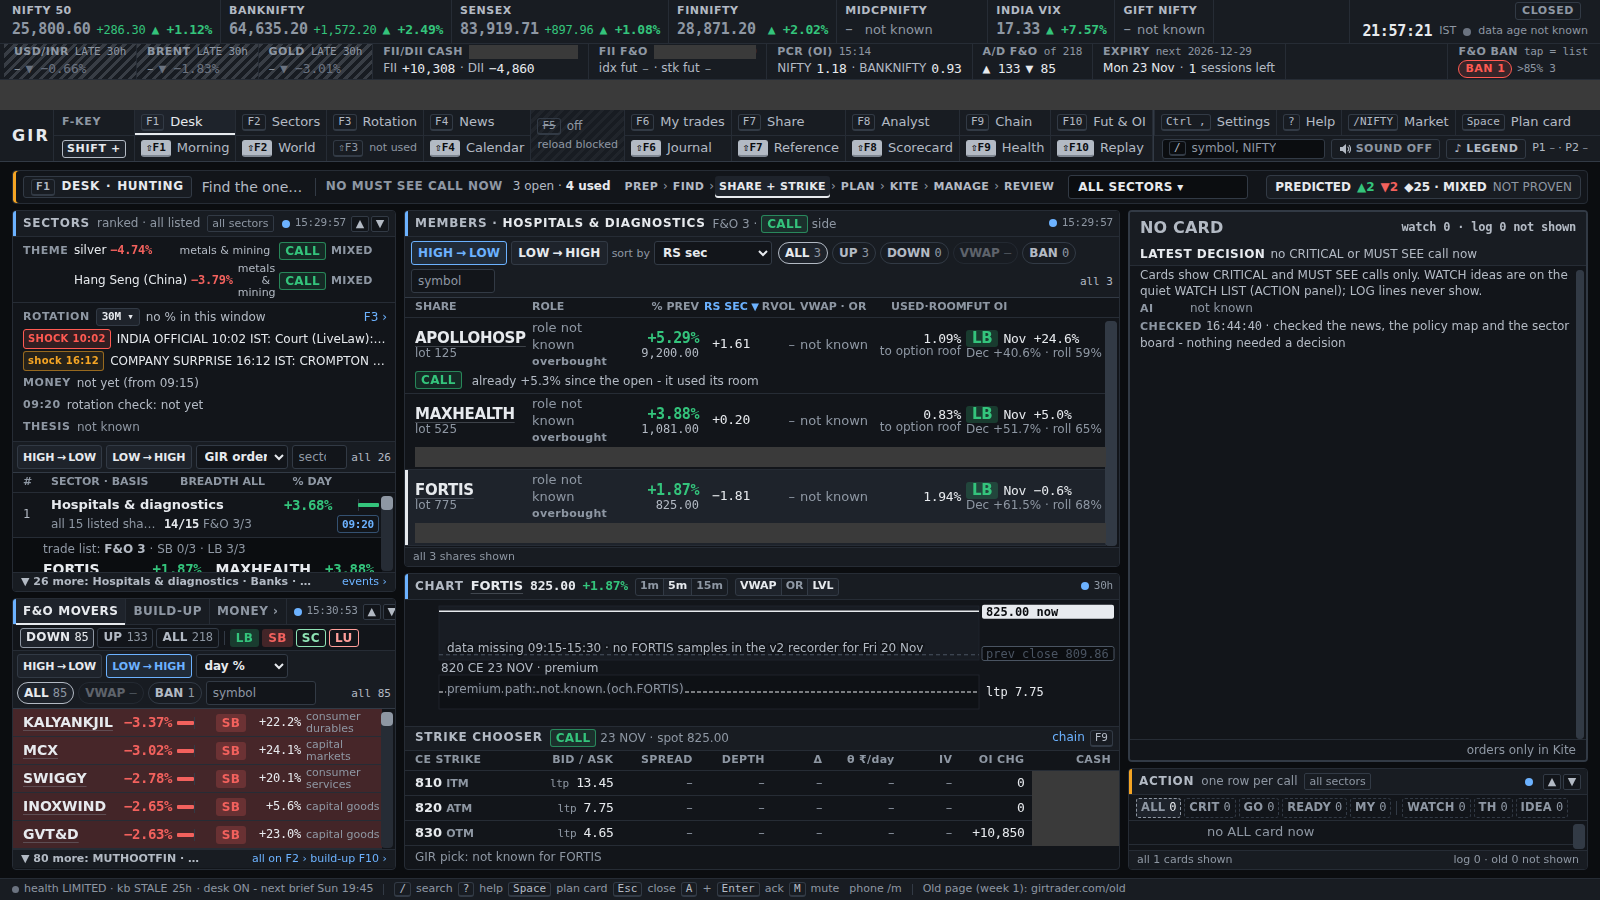 NIFTY 50
25,800.60 +286.30 ▲ +1.12%
BANKNIFTY
64,635.20 +1,572.20 ▲ +2.49%
SENSEX
83,919.71 +897.96 ▲ +1.08%
FINNIFTY
28,871.20 ▲ +2.02%
MIDCPNIFTY
– not known
INDIA VIX
17.33 ▲ +7.57%
GIFT NIFTY
– not known
CLOSED
21:57:21 IST ● data age not known
USD/INR LATE 30h
– ▼ −0.66%
BRENT LATE 30h
– ▼ −1.83%
GOLD LATE 30h
– ▼ −3.01%
FII/DII CASH
FII +10,308 · DII −4,860
FII F&O
idx fut – · stk fut –
PCR (OI) 15:14
NIFTY 1.18 · BANKNIFTY 0.93
A/D F&O of 218
▲ 133 ▼ 85
EXPIRY next 2026-12-29
Mon 23 Nov · 1 sessions left
F&O BAN tap = list
BAN 1 >85% 3
GIR
F-KEY
F1 Desk F2 Sectors F3 Rotation F4 News F5 off F6 My trades F7 Share F8 Analyst F9 Chain F10 Fut & OI Ctrl , Settings ? Help /NIFTY Market Space Plan card
SHIFT + ⇧F1 Morning ⇧F2 World ⇧F3 not used ⇧F4 Calendar reload blocked ⇧F6 Journal ⇧F7 Reference ⇧F8 Scorecard ⇧F9 Health ⇧F10 Replay / symbol, NIFTY SOUND OFF ♪ LEGEND P1 – · P2 –
F1 DESK · HUNTING Find the one… NO MUST SEE CALL NOW 3 open · 4 used PREP › FIND › SHARE + STRIKE › PLAN › KITE › MANAGE › REVIEW ALL SECTORS ▾ PREDICTED ▲2 ▼2 ◆25 · MIXED NOT PROVEN
SECTORS ranked · all listed all sectors ● 15:29:57 ▲ ▼
THEME silver −4.74% metals & mining CALL MIXED
Hang Seng (China) −3.79% metals & mining CALL MIXED
ROTATION 30M ▾ no % in this window F3 ›
SHOCK 10:02 INDIA OFFICIAL 10:02 IST: Court (LiveLaw):…
shock 16:12 COMPANY SURPRISE 16:12 IST: CROMPTON …
MONEY not yet (from 09:15)
09:20 rotation check: not yet
THESIS not known
HIGH→LOW LOW→HIGH GIR order all 26
# SECTOR · BASIS BREADTH ALL % DAY
1 Hospitals & diagnostics +3.68%
all 15 listed sha… 14/15 F&O 3/3 09:20
trade list: F&O 3 · SB 0/3 · LB 3/3
FORTIS +1.87% MAXHEALTH +3.88%
▼ 26 more: Hospitals & diagnostics · Banks · … events ›
F&O MOVERS BUILD-UP MONEY › ● 15:30:53 ▲ ▼
DOWN 85 UP 133 ALL 218 LB SB SC LU
HIGH→LOW LOW→HIGH day %
ALL 85 VWAP – BAN 1 symbol all 85
KALYANKJIL −3.37% SB +22.2% consumer durables
MCX −3.02% SB +24.1% capital markets
SWIGGY −2.78% SB +20.1% consumer services
INOXWIND −2.65% SB +5.6% capital goods
GVT&D −2.63% SB +23.0% capital goods
▼ 80 more: MUTHOOTFIN · … all on F2 › build-up F10 ›
MEMBERS · HOSPITALS & DIAGNOSTICS F&O 3 · CALL side ● 15:29:57
HIGH→LOW LOW→HIGH sort by RS sec ALL 3 UP 3 DOWN 0 VWAP – BAN 0
symbol all 3
SHARE ROLE % PREV RS SEC ▼ RVOL VWAP · OR USED·ROOM FUT OI
APOLLOHOSP role not known +5.29% +1.61 – not known 1.09% LB Nov +24.6%
lot 125 overbought 9,200.00 to option roof Dec +40.6% · roll 59%
CALL already +5.3% since the open - it used its room
MAXHEALTH role not known +3.88% +0.20 – not known 0.83% LB Nov +5.0%
lot 525 overbought 1,081.00 to option roof Dec +51.7% · roll 65%
FORTIS role not known +1.87% −1.81 – not known 1.94% LB Nov −0.6%
lot 775 overbought 825.00 Dec +61.5% · roll 68%
all 3 shares shown
CHART FORTIS 825.00 +1.87% 1m 5m 15m VWAP OR LVL ● 30h
825.00 now
data missing 09:15-15:30 · no FORTIS samples in the v2 recorder for Fri 20 Nov
prev close 809.86
820 CE 23 NOV · premium
premium path: not known (och.FORTIS)
ltp 7.75
STRIKE CHOOSER CALL 23 NOV · spot 825.00 chain F9
CE STRIKE BID / ASK SPREAD DEPTH Δ θ ₹/day IV OI CHG CASH
810 ITM ltp 13.45 – – – – – 0
820 ATM ltp 7.75 – – – – – 0
830 OTM ltp 4.65 – – – – – +10,850
GIR pick: not known for FORTIS
NO CARD watch 0 · log 0 not shown
LATEST DECISION no CRITICAL or MUST SEE call now
Cards show CRITICAL and MUST SEE calls only. WATCH ideas are on the
quiet WATCH LIST (ACTION panel); LOG lines never show.
AI not known
CHECKED 16:44:40 · checked the news, the policy map and the sector
board - nothing needed a decision
orders only in Kite
ACTION one row per call all sectors ● ▲ ▼
ALL 0 CRIT 0 GO 0 READY 0 MY 0 WATCH 0 TH 0 IDEA 0
no ALL card now
all 1 cards shown log 0 · old 0 not shown
● health LIMITED · kb STALE 25h · desk ON - next brief Sun 19:45 / search ? help Space plan card Esc close A + Enter ack M mute phone /m Old page (week 1): girtrader.com/old